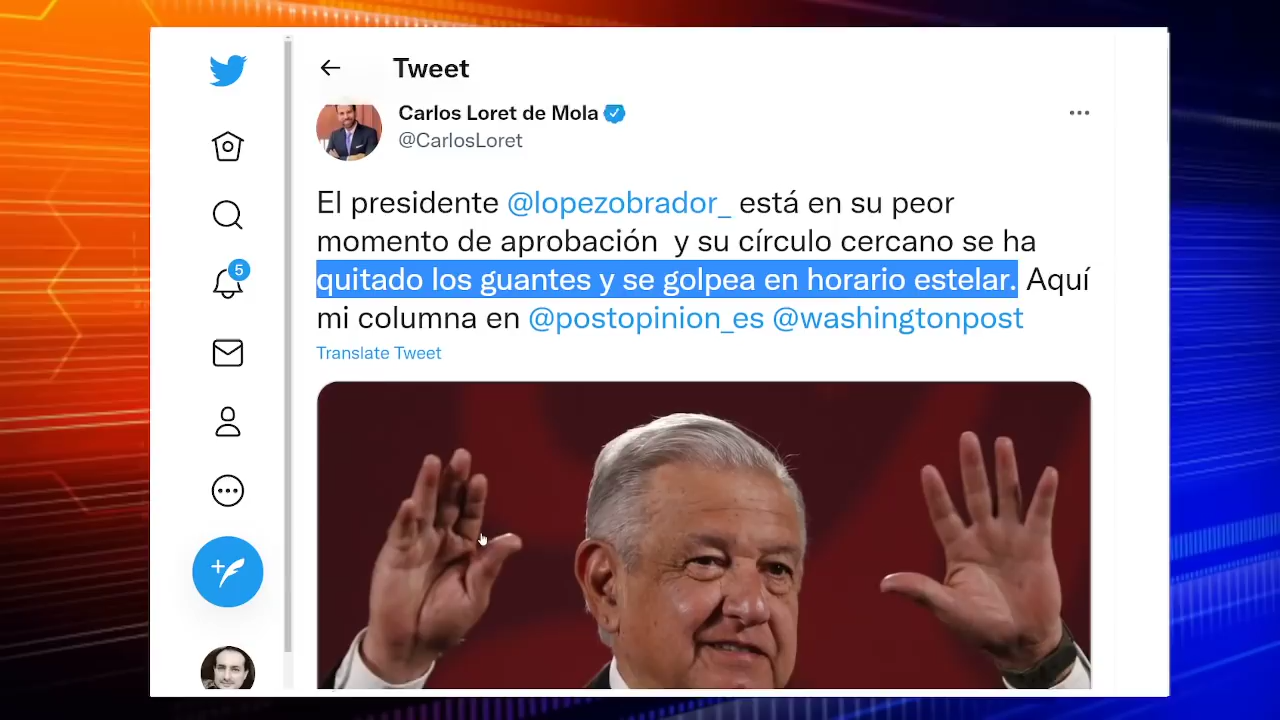 Tweet
Carlos Loret de Mola
@CarlosLoret
El presidente @lopezobrador_ está en su peor
momento de aprobación y su círculo cercano se ha
quitado los guantes y se golpea en horario estelar. Aquí
mi columna en @postopinion_es @washingtonpost
Translate Tweet
5